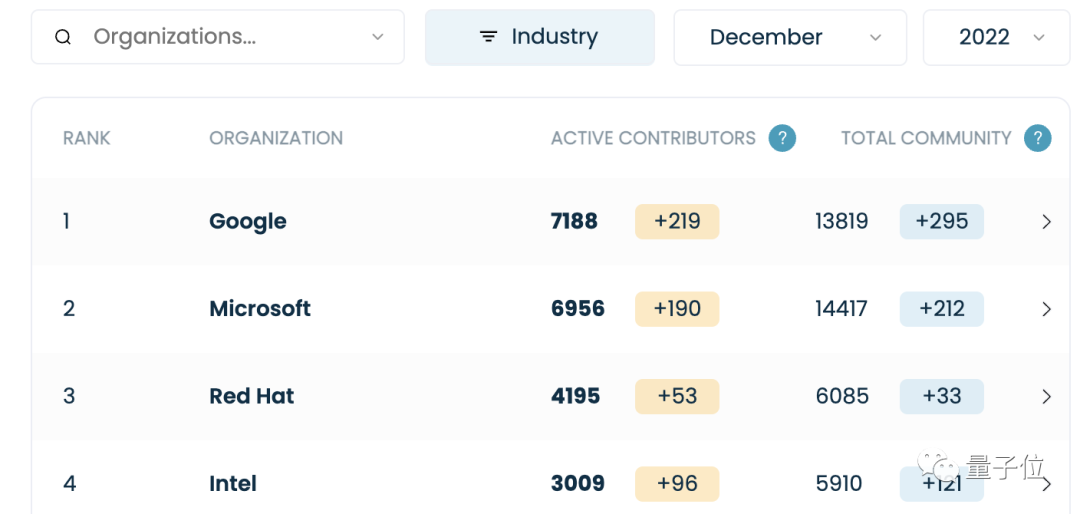 Organizations... Industry December 2022
RANK ORGANIZATION ACTIVE CONTRIBUTORS ? TOTAL COMMUNITY ?
1 Google 7188 +219 13819 +295
2 Microsoft 6956 +190 14417 +212
3 Red Hat 4195 +53 6085 +33
量子位
4 Intel 3009 +96 5910 +121